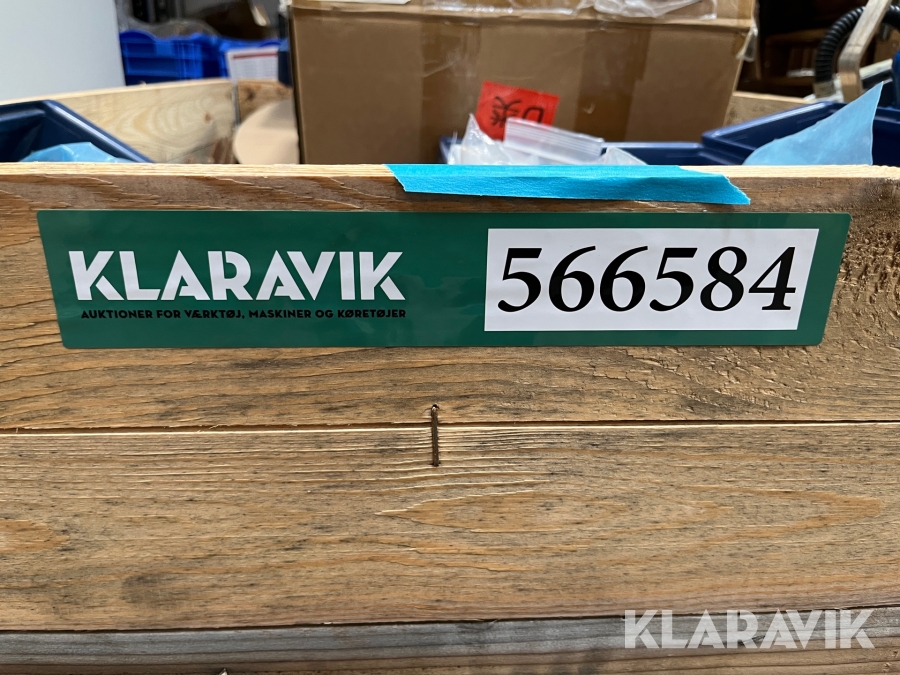 KLARAVIK
AUKTIONER FOR VÆRKTØJ, MASKINER OG KØRETØJER
566584
KLARAVIK